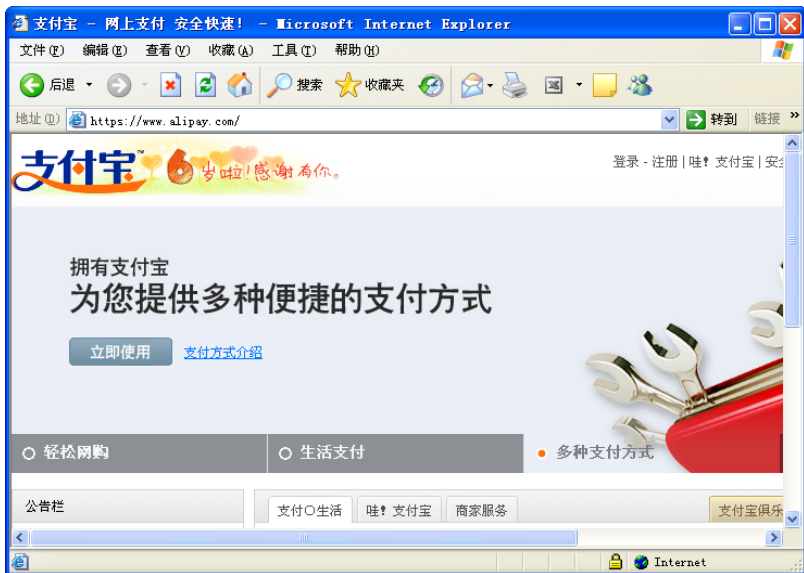 支付宝 - 网上支付 安全快速! - Microsoft Internet Explorer
文件(F) 编辑(E) 查看(V) 收藏(A) 工具(T) 帮助(H)
后退 搜索 收藏夹
地址(D) https://www.alipay.com/ 转到 链接 »
支付宝™ 6岁啦!感谢有你。 登录 - 注册 | 哇! 支付宝 | 安全
拥有支付宝
为您提供多种便捷的支付方式
立即使用 支付方式介绍
轻松网购 生活支付 多种支付方式
公告栏 支付〇生活 哇! 支付宝 商家服务 支付宝俱乐
Internet